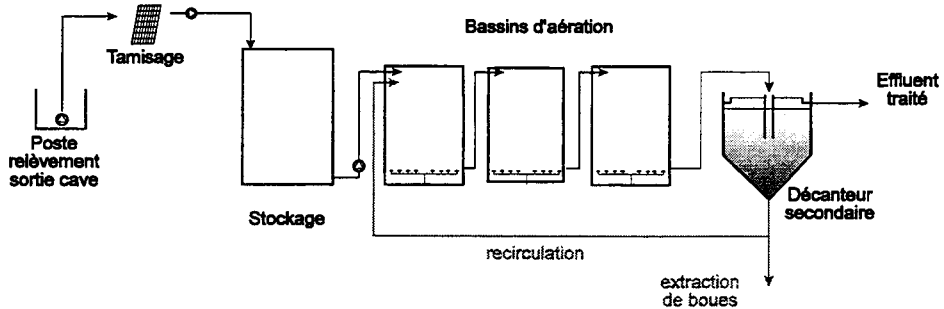 Bassins d'aération
Tamisage
Effluent
traité
Poste
relèvement
sortie cave
Stockage
Décanteur
secondaire
recirculation
extraction
de boues